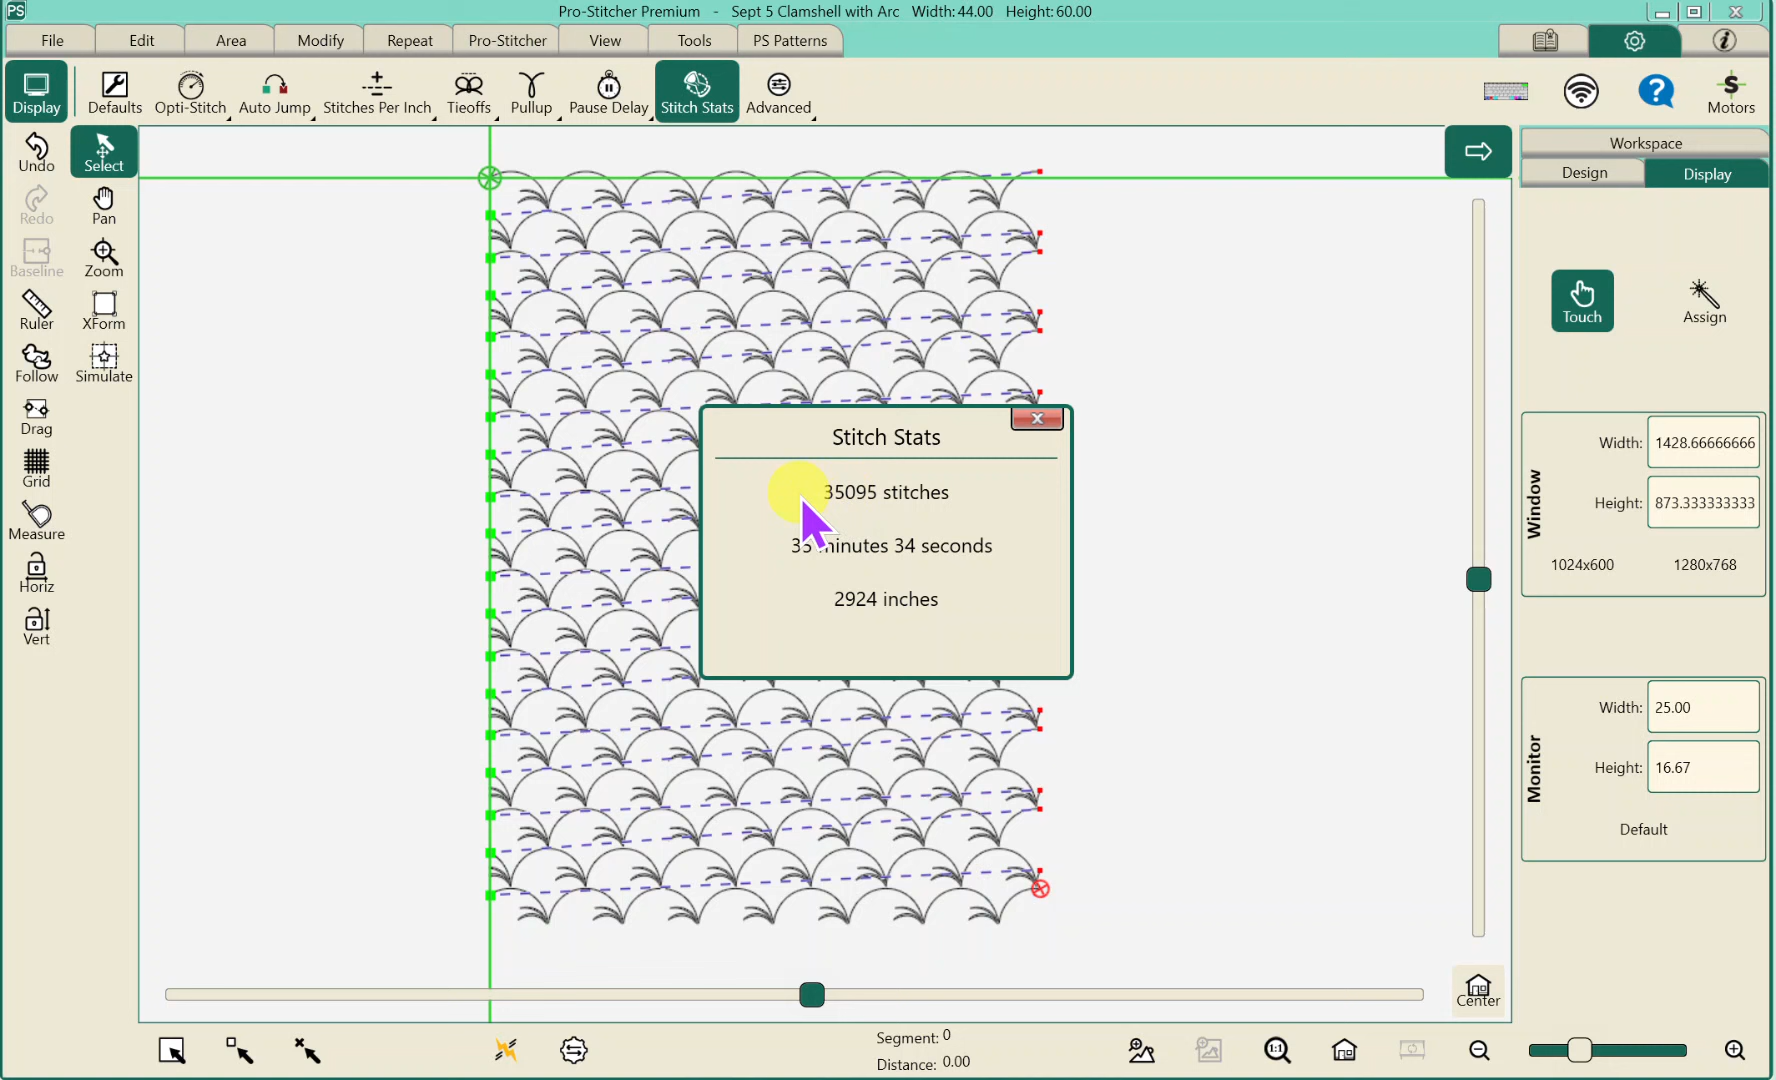 PS
Pro-Stitcher Premium - Sept 5 Clamshell with Arc Width: 44.00 Height: 60.00
File Edit Area Modify Repeat Pro-Stitcher View Tools PS Patterns
Display Defaults Opti-Stitch Auto Jump Stitches Per Inch Tieoffs Pullup Pause Delay Stitch Stats Advanced
S
Motors
Undo Select
Redo Pan
Baseline Zoom
Ruler XForm
Follow Simulate
Drag
Grid
Measure
Horiz
Vert
Stitch Stats
35095 stitches
minutes 34 seconds
2924 inches
Center
Workspace
Design Display
Touch Assign
Window
Width: 1428.66666666
Height: 873.333333333
1024x600 1280x768
Monitor
Width: 25.00
Height: 16.67
Default
Segment: 0
Distance: 0.00
1:1